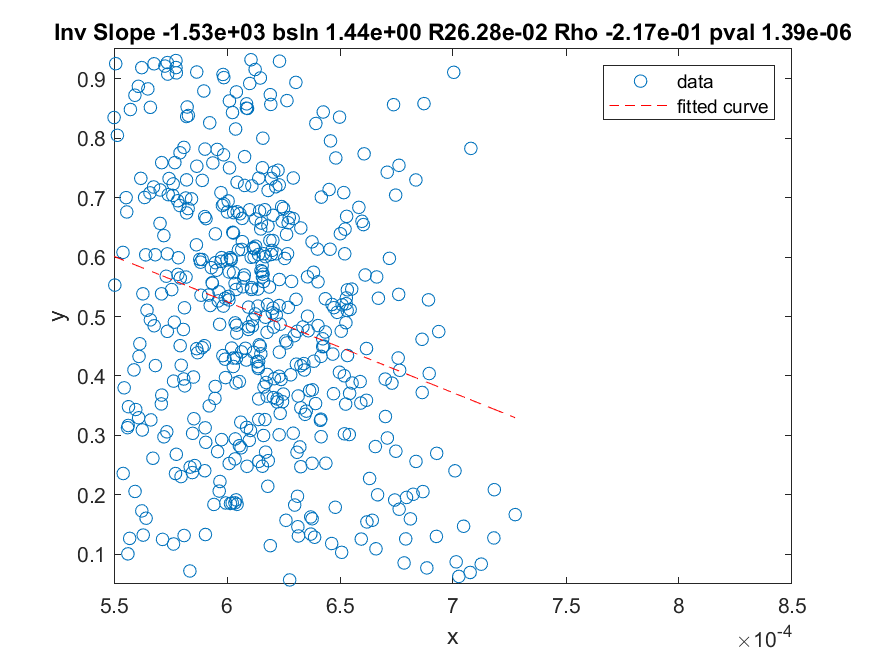 Inv Slope -1.53e+03 bsln 1.44e+00 R26.28e-02 Rho -2.17e-01 pval 1.39e-06
data
fitted curve
0.9
0.8
0.7
0.6
0.5
0.4
0.3
0.2
0.1
y
5.5 6 6.5 7 7.5 8 8.5
x
×10⁻⁴